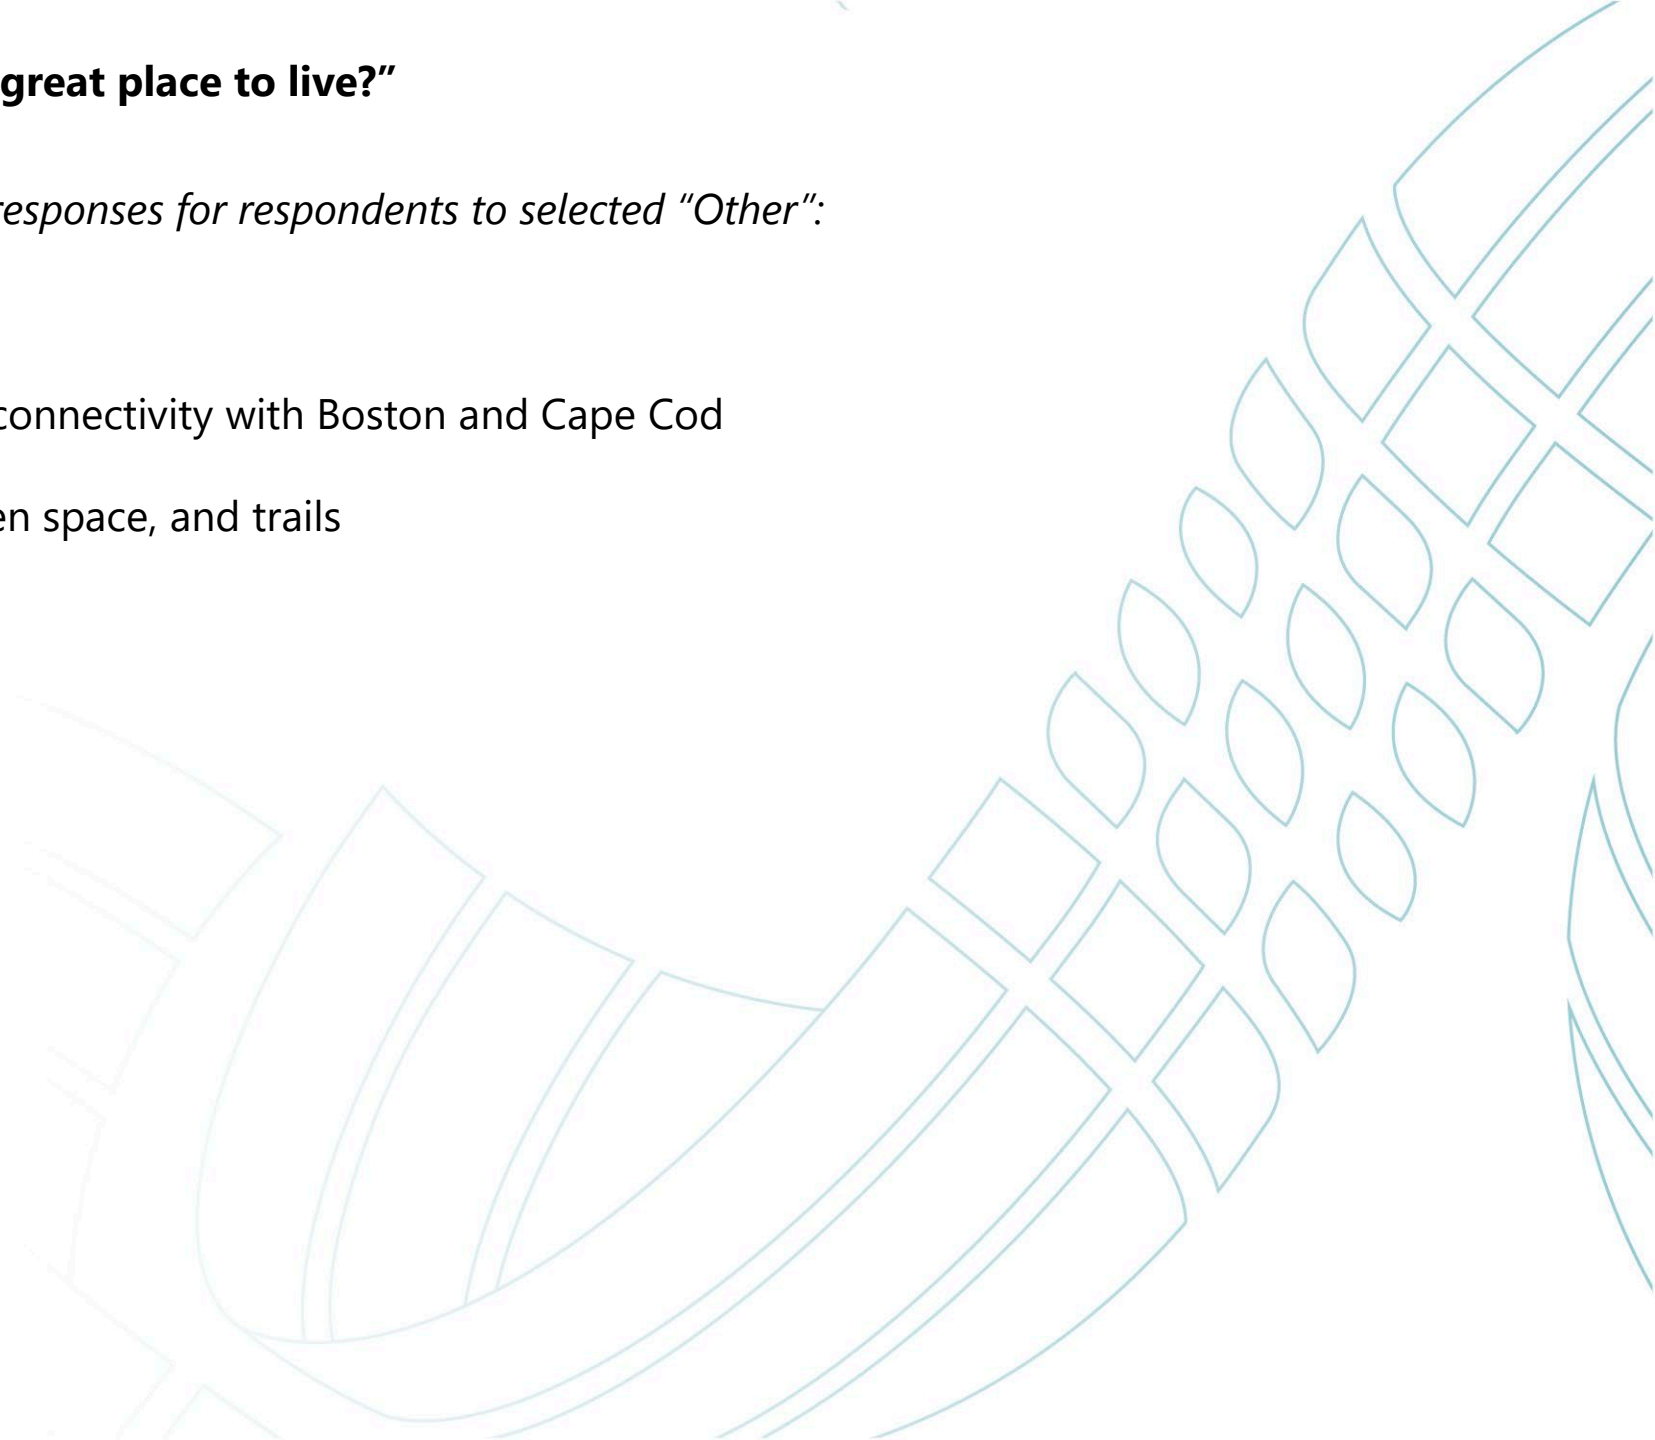 great place to live?”
responses for respondents to selected “Other”:
connectivity with Boston and Cape Cod
space, and trails